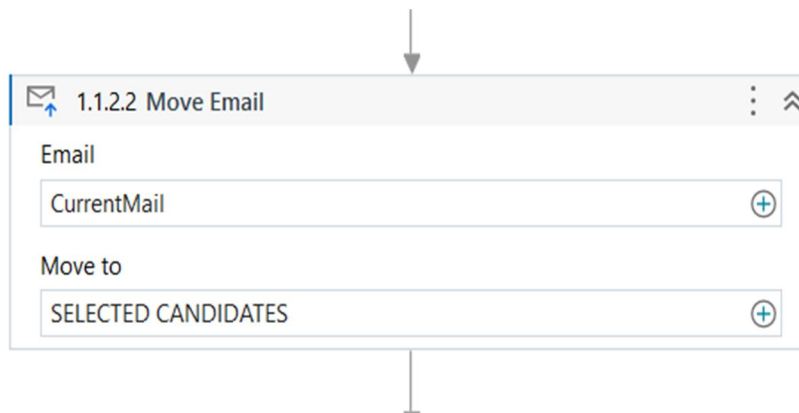 1.1.2.2 Move Email
Email
CurrentMail
Move to
SELECTED CANDIDATES